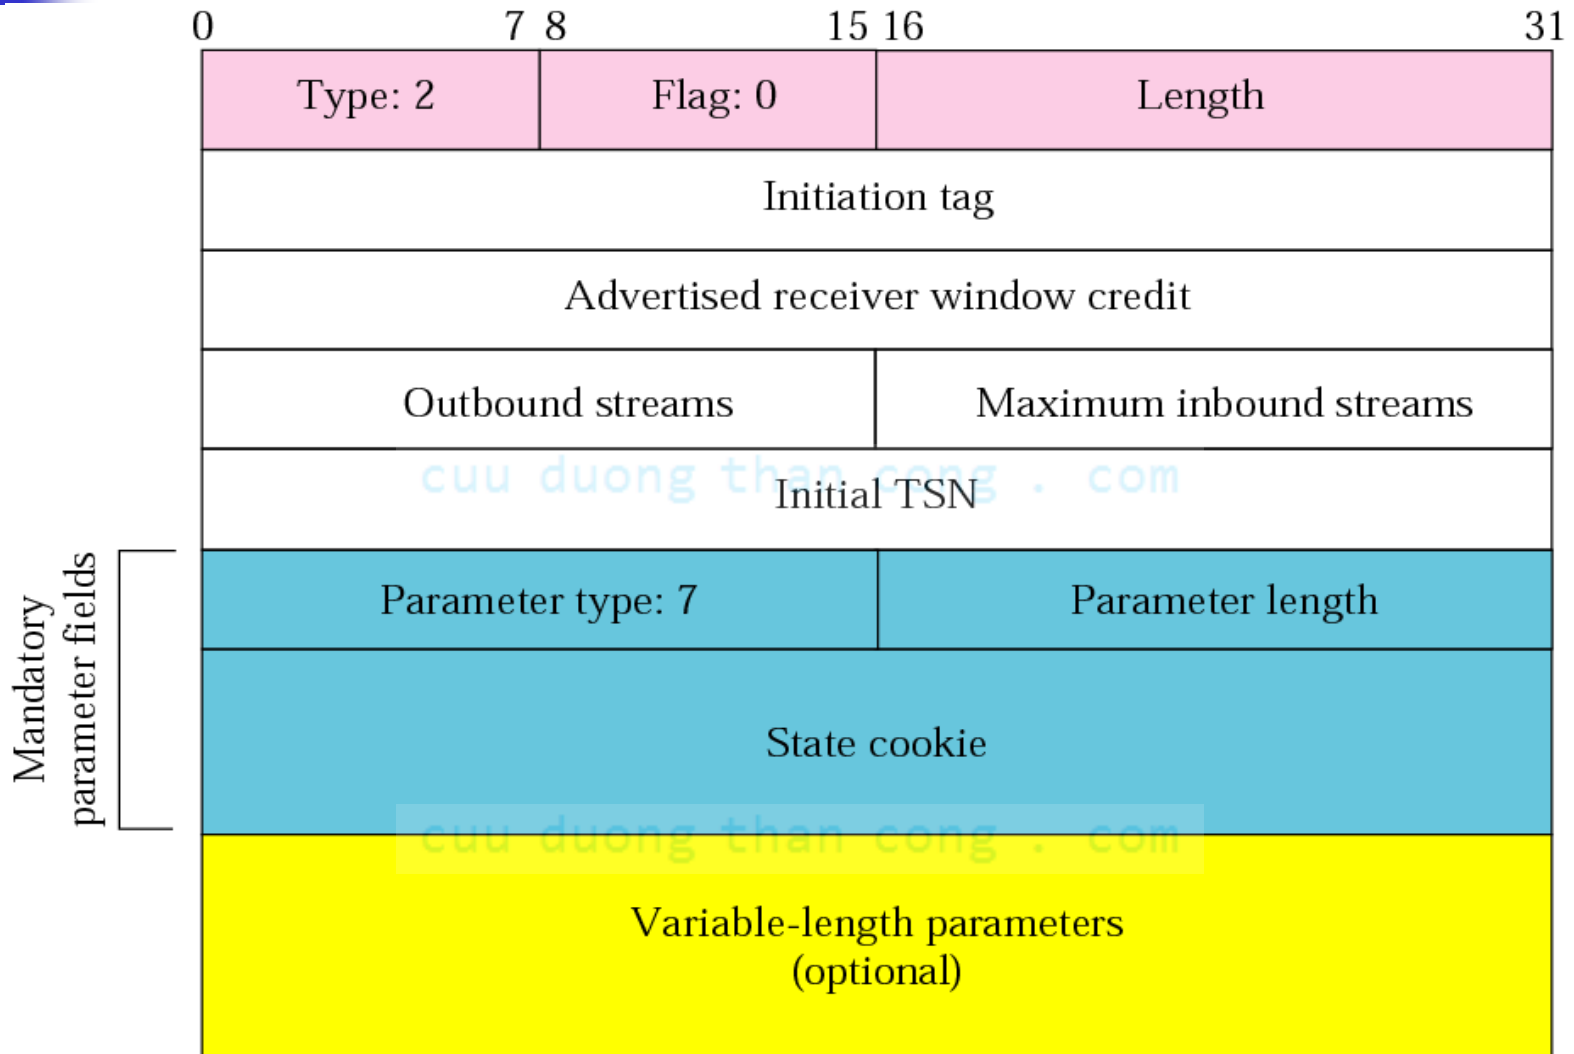 0 7 8 15 16 31
Type: 2 Flag: 0 Length
Initiation tag
Advertised receiver window credit
Outbound streams Maximum inbound streams
cuu duong than cong . com
Initial TSN
Mandatory
parameter fields
Parameter type: 7 Parameter length
State cookie
cuu duong than cong . com
Variable-length parameters
(optional)